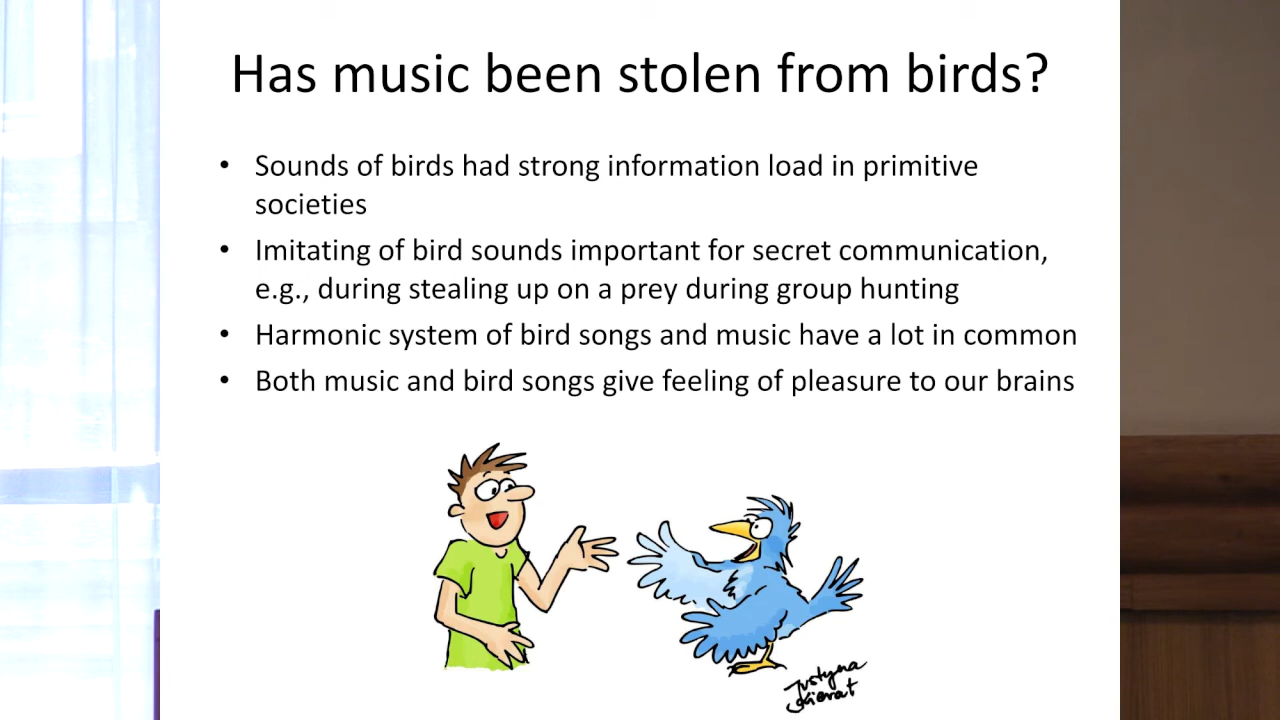 Has music been stolen from birds?
• Sounds of birds had strong information load in primitive
societies
• Imitating of bird sounds important for secret communication,
e.g., during stealing up on a prey during group hunting
• Harmonic system of bird songs and music have a lot in common
• Both music and bird songs give feeling of pleasure to our brains
Justyna